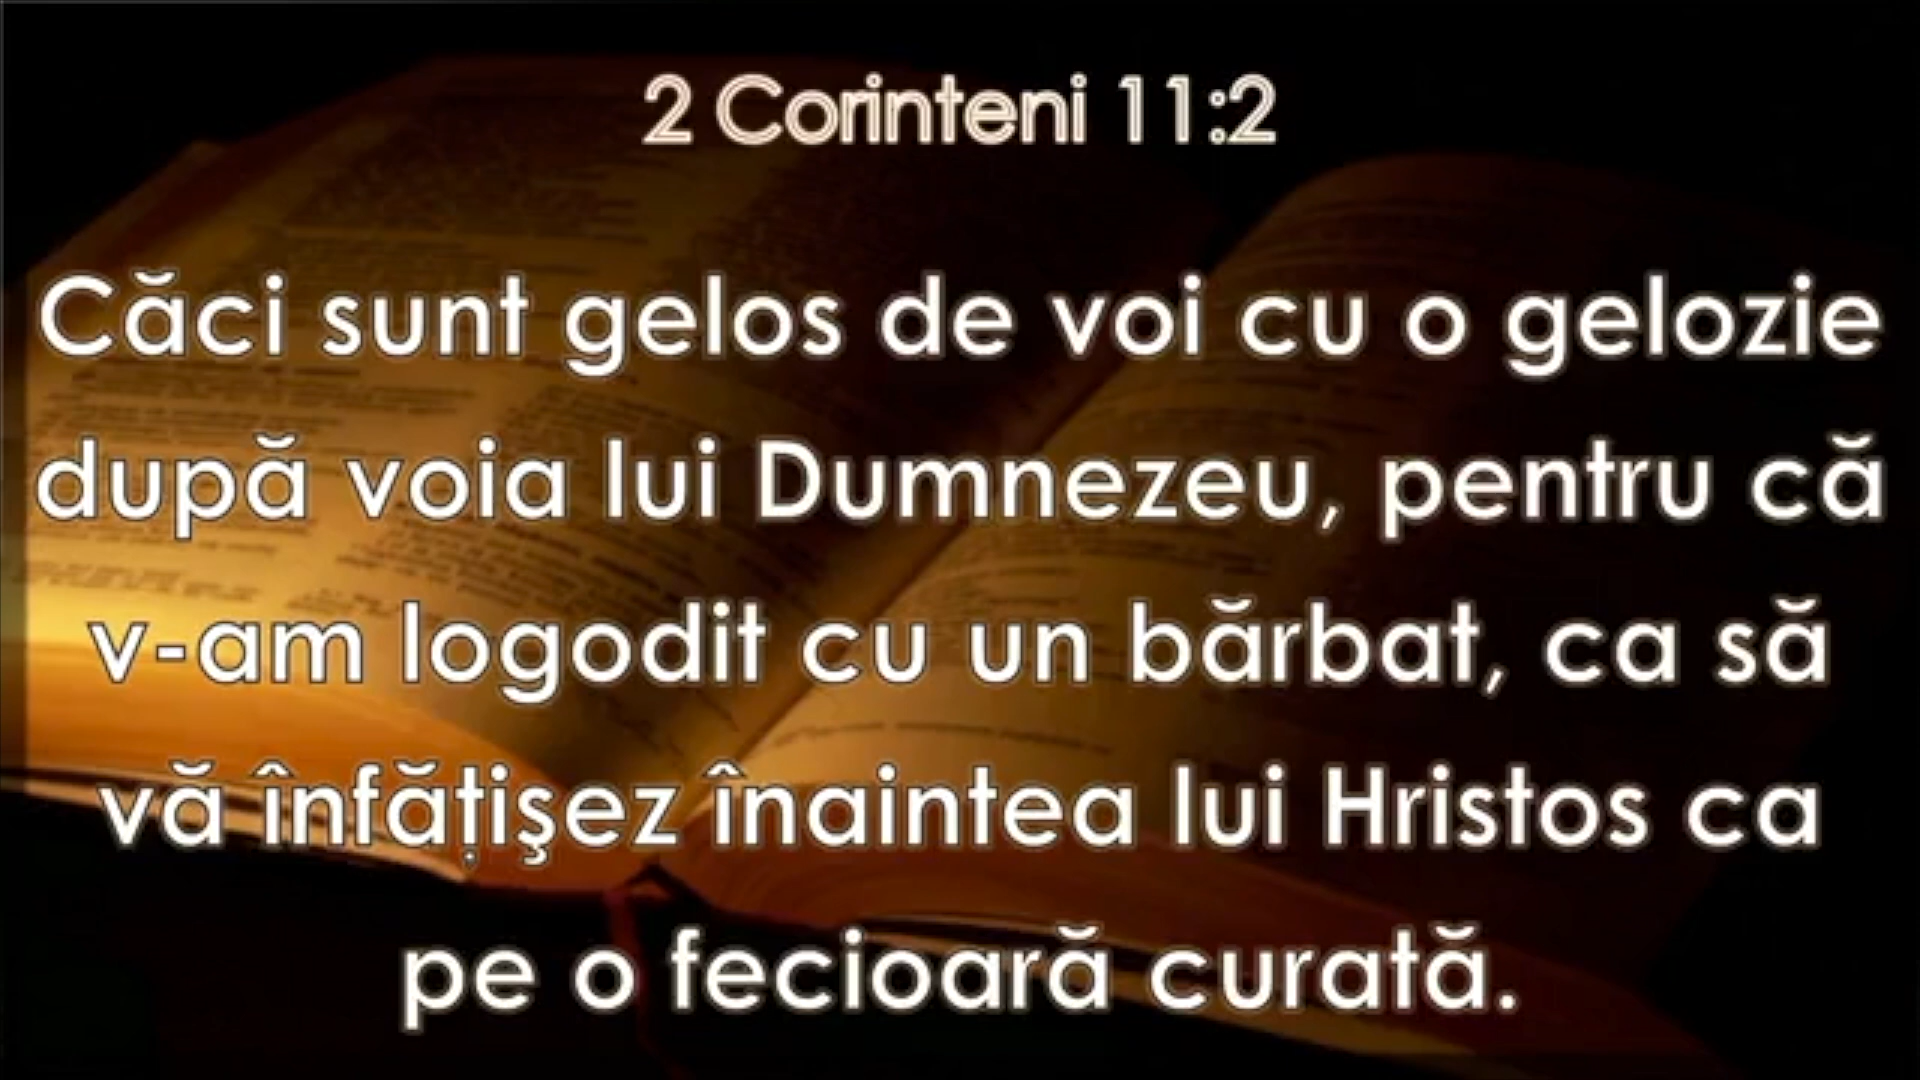 2 Corinteni 11:2
Căci sunt gelos de voi cu o gelozie
după voia lui Dumnezeu, pentru că
v-am logodit cu un bărbat, ca să
vă înfățişez înaintea lui Hristos ca
pe o fecioară curată.